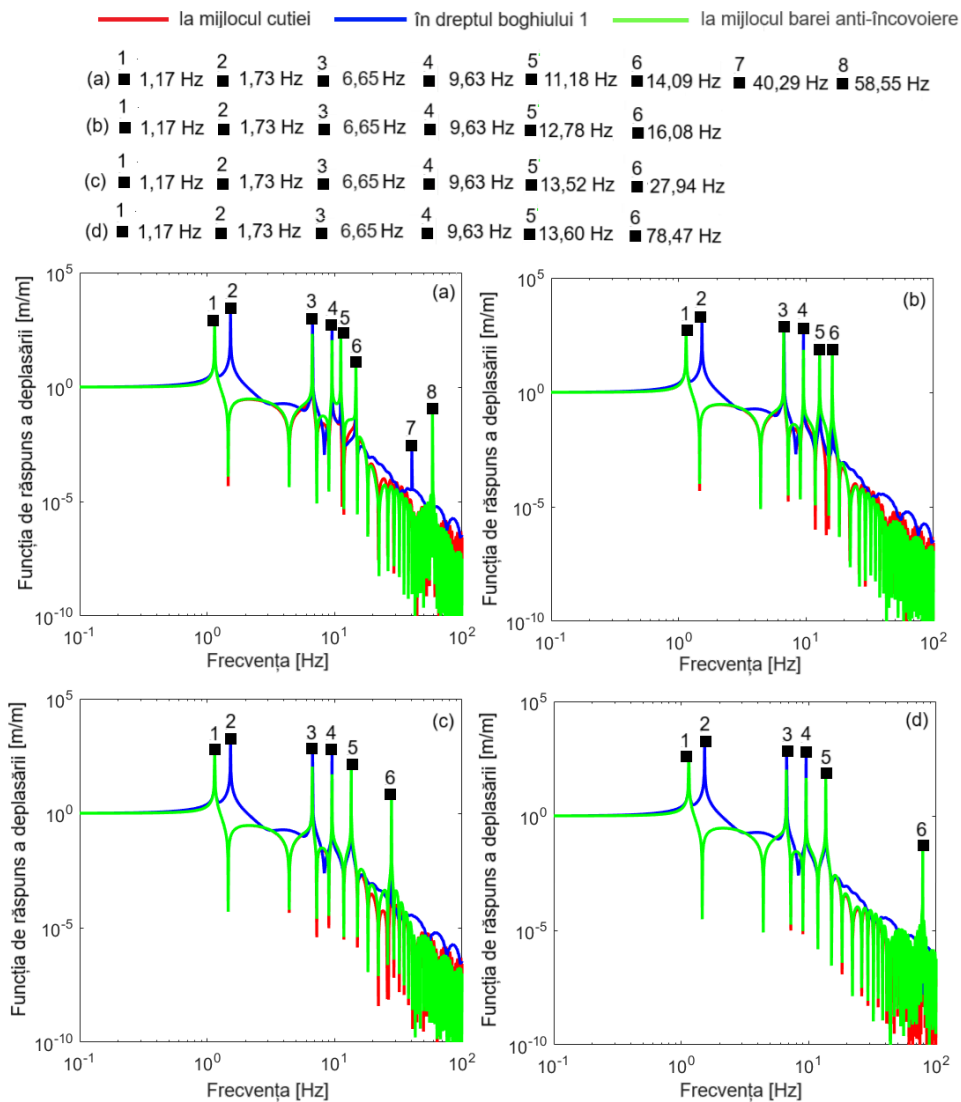 la mijlocul cutiei în dreptul boghiului 1 la mijlocul barei anti-încovoiere
1 2 3 4 5 6 7 8
(a) 1,17 Hz 1,73 Hz 6,65 Hz 9,63 Hz 11,18 Hz 14,09 Hz 40,29 Hz 58,55 Hz
1 2 3 4 5 6
(b) 1,17 Hz 1,73 Hz 6,65 Hz 9,63 Hz 12,78 Hz 16,08 Hz
1 2 3 4 5 6
(c) 1,17 Hz 1,73 Hz 6,65 Hz 9,63 Hz 13,52 Hz 27,94 Hz
1 2 3 4 5 6
(d) 1,17 Hz 1,73 Hz 6,65 Hz 9,63 Hz 13,60 Hz 78,47 Hz
Funcția de răspuns a deplasării [m/m]
10^5
10^0
10^-5
10^-10
(a)
1 2 3 4 5 6 7 8
10^-1 10^0 10^1 10^2
Frecvența [Hz]
Funcția de răspuns a deplasării [m/m]
10^5
10^0
10^-5
10^-10
(b)
1 2 3 4 5 6
10^-1 10^0 10^1 10^2
Frecvența [Hz]
Funcția de răspuns a deplasării [m/m]
10^5
10^0
10^-5
10^-10
(c)
1 2 3 4 5 6
10^-1 10^0 10^1 10^2
Frecvența [Hz]
Funcția de răspuns a deplasării [m/m]
10^5
10^0
10^-5
10^-10
(d)
1 2 3 4 5 6
10^-1 10^0 10^1 10^2
Frecvența [Hz]